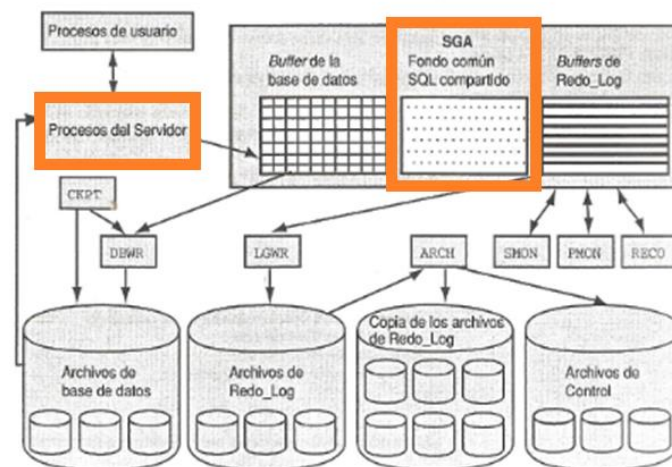 Procesos de usuario
Procesos del Servidor
SGA
Buffer de la
base de datos
Fondo común
SQL compartido
Buffers de
Redo_Log
CKPT
DBWR
LGWR
ARCH
SMON
PMON
RECO
Archivos de
base de datos
Archivos de
Redo_Log
Copia de los archivos
de Redo_Log
Archivos de
Control